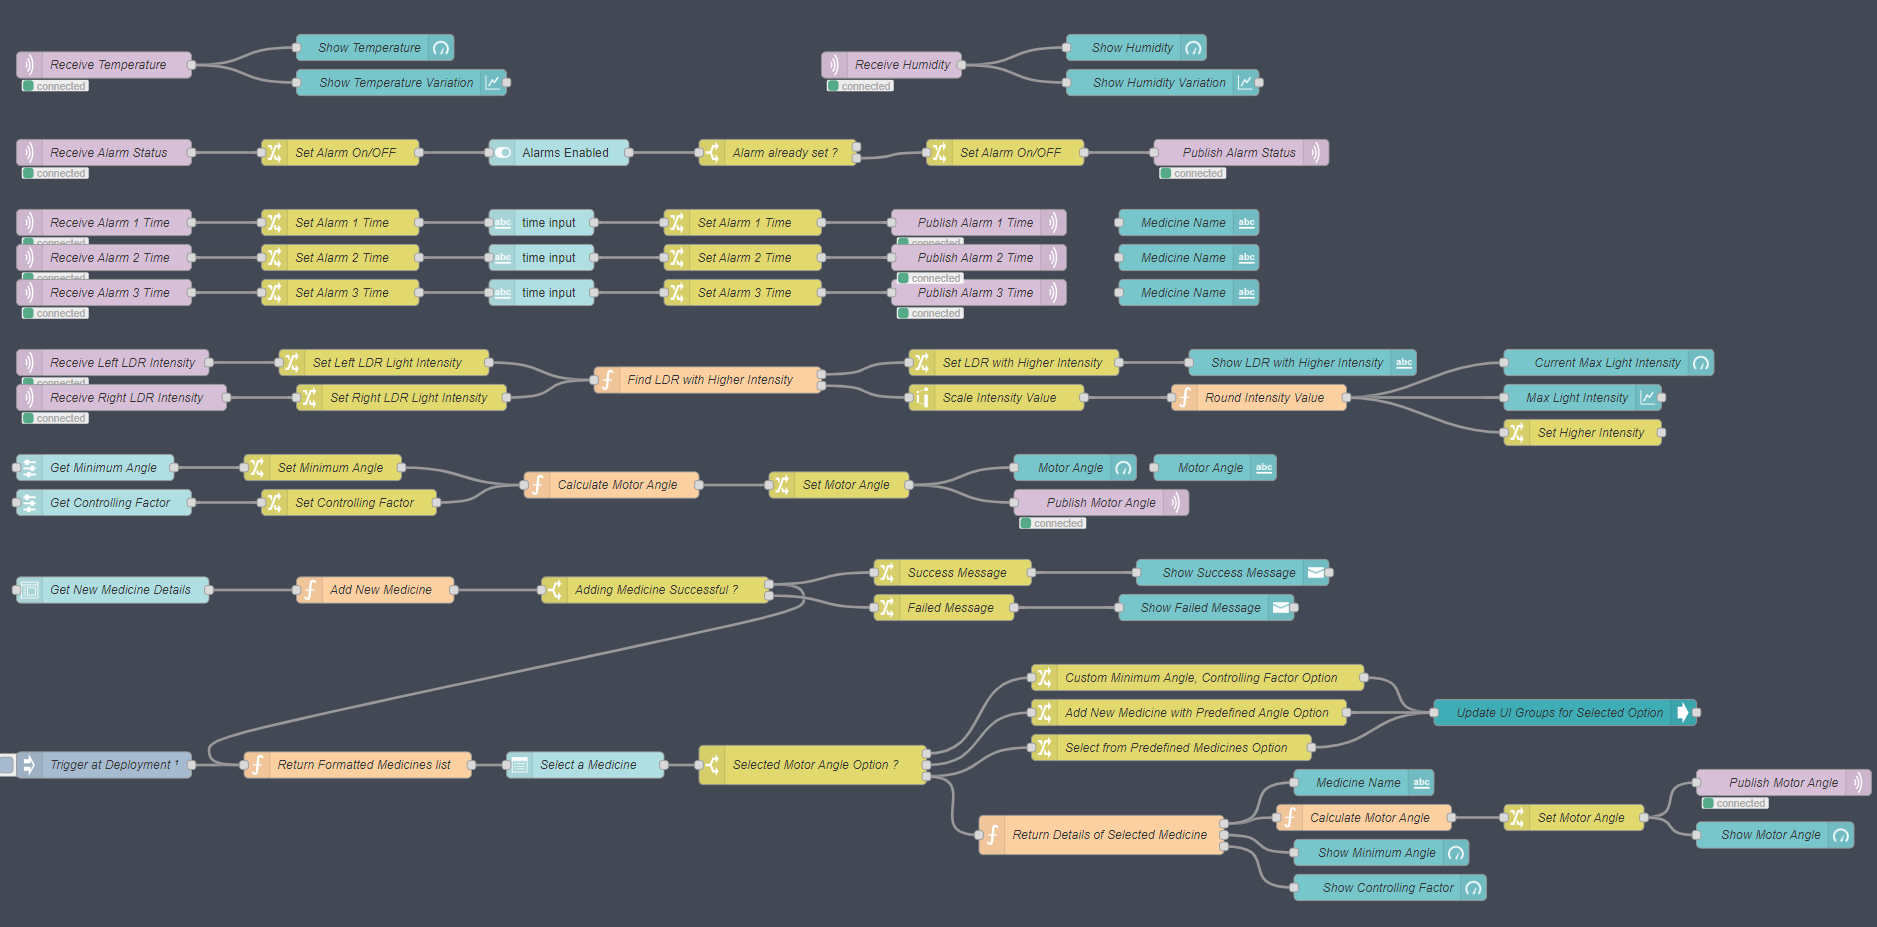 Receive Temperature
connected
Show Temperature
Show Temperature Variation
Receive Humidity
connected
Show Humidity
Show Humidity Variation
Receive Alarm Status
connected
Set Alarm On/OFF
Alarms Enabled
Alarm already set ?
Set Alarm On/OFF
Publish Alarm Status
connected
Receive Alarm 1 Time
connected
Set Alarm 1 Time
abc
time input
Set Alarm 1 Time
Publish Alarm 1 Time
connected
Medicine Name
abc
Receive Alarm 2 Time
connected
Set Alarm 2 Time
abc
time input
Set Alarm 2 Time
Publish Alarm 2 Time
connected
Medicine Name
abc
Receive Alarm 3 Time
connected
Set Alarm 3 Time
abc
time input
Set Alarm 3 Time
Publish Alarm 3 Time
connected
Medicine Name
abc
Receive Left LDR Intensity
connected
Set Left LDR Light Intensity
Receive Right LDR Intensity
connected
Set Right LDR Light Intensity
Find LDR with Higher Intensity
Set LDR with Higher Intensity
Show LDR with Higher Intensity
abc
Scale Intensity Value
Round Intensity Value
Current Max Light Intensity
Max Light Intensity
Set Higher Intensity
Get Minimum Angle
Set Minimum Angle
Get Controlling Factor
Set Controlling Factor
Calculate Motor Angle
Set Motor Angle
Motor Angle
Motor Angle
abc
Publish Motor Angle
connected
Get New Medicine Details
Add New Medicine
Adding Medicine Successful ?
Success Message
Show Success Message
Failed Message
Show Failed Message
Trigger at Deployment ¹
Return Formatted Medicines list
Select a Medicine
Selected Motor Angle Option ?
Custom Minimum Angle, Controlling Factor Option
Add New Medicine with Predefined Angle Option
Select from Predefined Medicines Option
Update UI Groups for Selected Option
Return Details of Selected Medicine
Medicine Name
abc
Calculate Motor Angle
Set Motor Angle
Publish Motor Angle
connected
Show Motor Angle
Show Minimum Angle
Show Controlling Factor